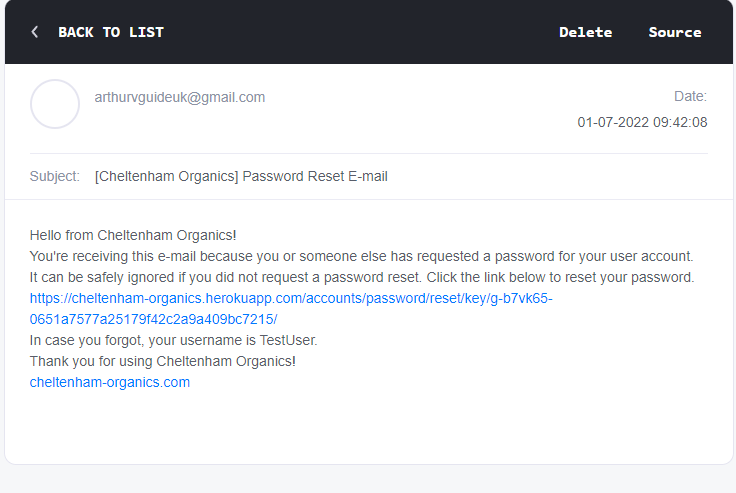 BACK TO LIST Delete Source
arthurvguideuk@gmail.com
Date:
01-07-2022 09:42:08
Subject: [Cheltenham Organics] Password Reset E-mail
Hello from Cheltenham Organics!
You're receiving this e-mail because you or someone else has requested a password for your user account.
It can be safely ignored if you did not request a password reset. Click the link below to reset your password.
https://cheltenham-organics.herokuapp.com/accounts/password/reset/key/g-b7vk65-
0651a7577a25179f42c2a9a409bc7215/
In case you forgot, your username is TestUser.
Thank you for using Cheltenham Organics!
cheltenham-organics.com